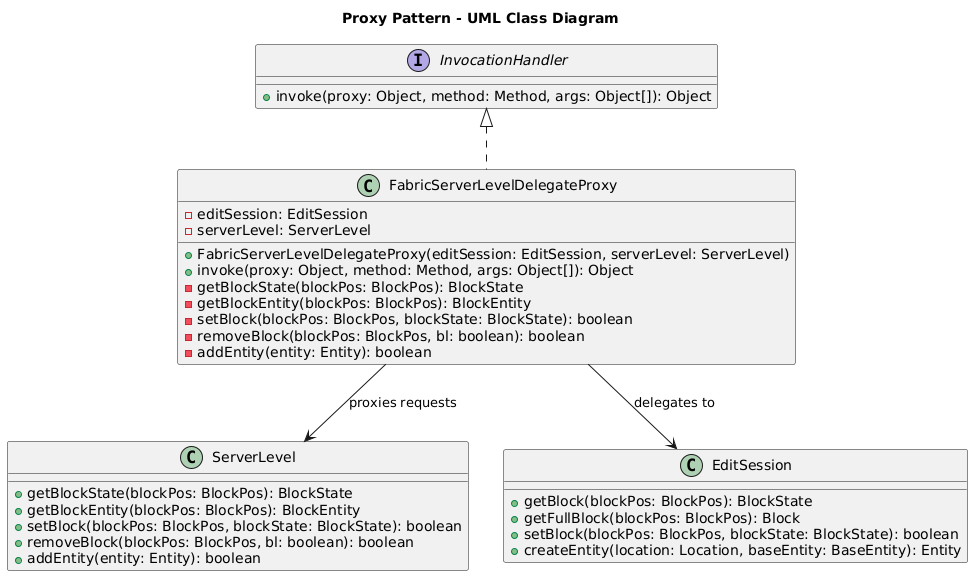 Proxy Pattern - UML Class Diagram
I InvocationHandler
invoke(proxy: Object, method: Method, args: Object[]): Object
C FabricServerLevelDelegateProxy
editSession: EditSession
serverLevel: ServerLevel
FabricServerLevelDelegateProxy(editSession: EditSession, serverLevel: ServerLevel)
invoke(proxy: Object, method: Method, args: Object[]): Object
getBlockState(blockPos: BlockPos): BlockState
getBlockEntity(blockPos: BlockPos): BlockEntity
setBlock(blockPos: BlockPos, blockState: BlockState): boolean
removeBlock(blockPos: BlockPos, bl: boolean): boolean
addEntity(entity: Entity): boolean
proxies requests
delegates to
C ServerLevel
getBlockState(blockPos: BlockPos): BlockState
getBlockEntity(blockPos: BlockPos): BlockEntity
setBlock(blockPos: BlockPos, blockState: BlockState): boolean
removeBlock(blockPos: BlockPos, bl: boolean): boolean
addEntity(entity: Entity): boolean
C EditSession
getBlock(blockPos: BlockPos): BlockState
getFullBlock(blockPos: BlockPos): Block
setBlock(blockPos: BlockPos, blockState: BlockState): boolean
createEntity(location: Location, baseEntity: BaseEntity): Entity